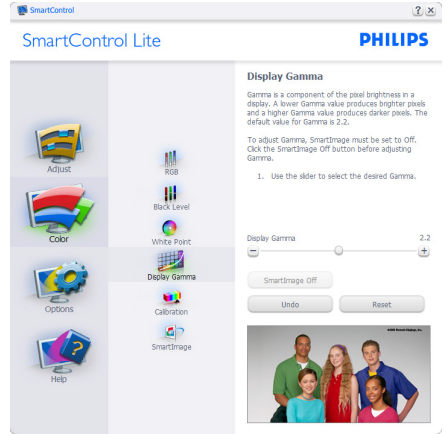 SmartControl
SmartControl Lite
PHILIPS
Adjust
Color
Options
Help
RGB
Black Level
White Point
Display Gamma
Calibration
SmartImage
Display Gamma
Gamma is a component of the pixel brightness in a
display. A lower Gamma value produces brighter pixels
and a higher Gamma value produces darker pixels. The
default value for Gamma is 2.2.
To adjust Gamma, SmartImage must be set to Off.
Click the SmartImage Off button before adjusting
Gamma.
1. Use the slider to select the desired Gamma.
Display Gamma 2.2
SmartImage Off
Undo Reset